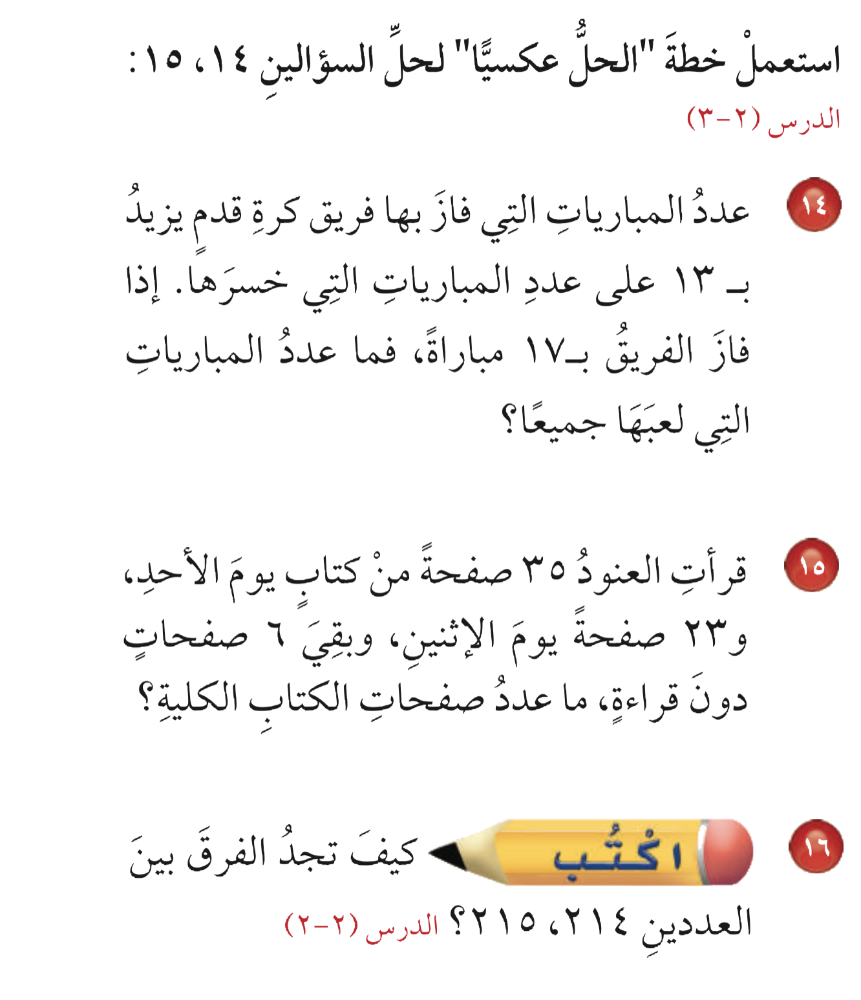 استعملْ خطةَ "الحلُّ عكسيًّا" لحلِّ السؤالينِ ١٤، ١٥:
الدرس (٢-٣)
١٤ عددُ المبارياتِ التِي فازَ بها فريق كرةِ قدمٍ يزيدُ
بـ ١٣ على عددِ المبارياتِ التِي خسرَها. إذا
فازَ الفريقُ بـ١٧ مباراةً، فما عددُ المبارياتِ
التِي لعبَهَا جميعًا؟
١٥ قرأتِ العنودُ ٣٥ صفحةً منْ كتابٍ يومَ الأحدِ،
و٢٣ صفحةً يومَ الإثنينِ، وبقِيَ ٦ صفحاتٍ
دونَ قراءةٍ، ما عددُ صفحاتِ الكتابِ الكليةِ؟
١٦ اكْتُب كيفَ تجدُ الفرقَ بينَ
العددينِ ٢١٤، ٢١٥؟ الدرس (٢-٢)